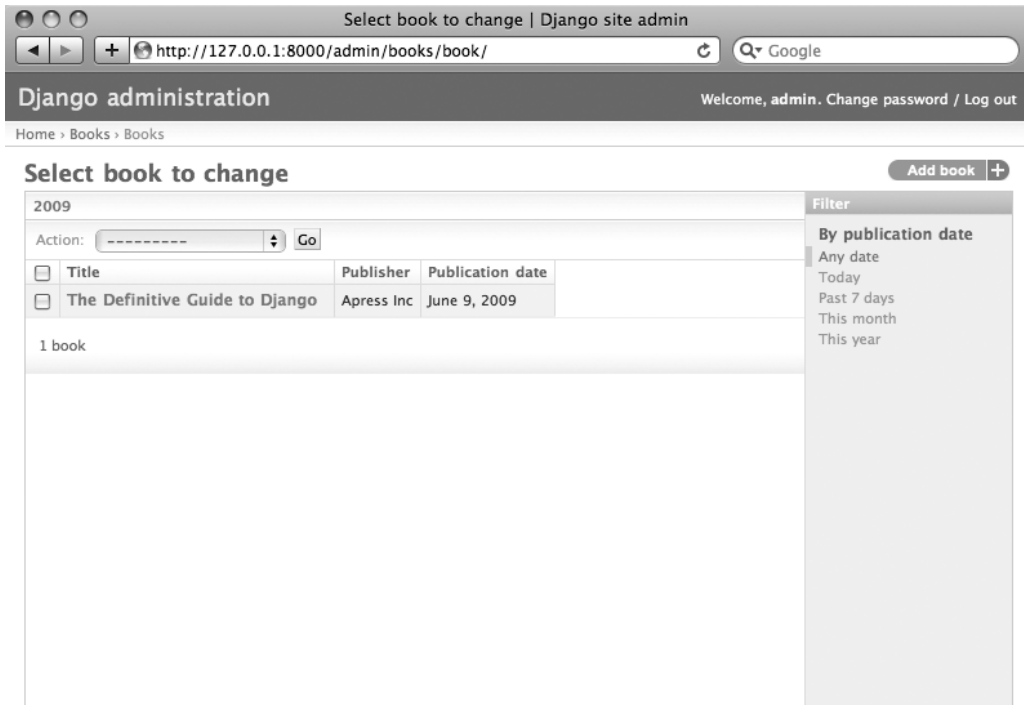 Select book to change | Django site admin
http://127.0.0.1:8000/admin/books/book/
Google
Django administration
Welcome, admin. Change password / Log out
Home › Books › Books
Select book to change
Add book +
2009
Action: --------- Go
Title Publisher Publication date
The Definitive Guide to Django Apress Inc June 9, 2009
1 book
Filter
By publication date
Any date
Today
Past 7 days
This month
This year